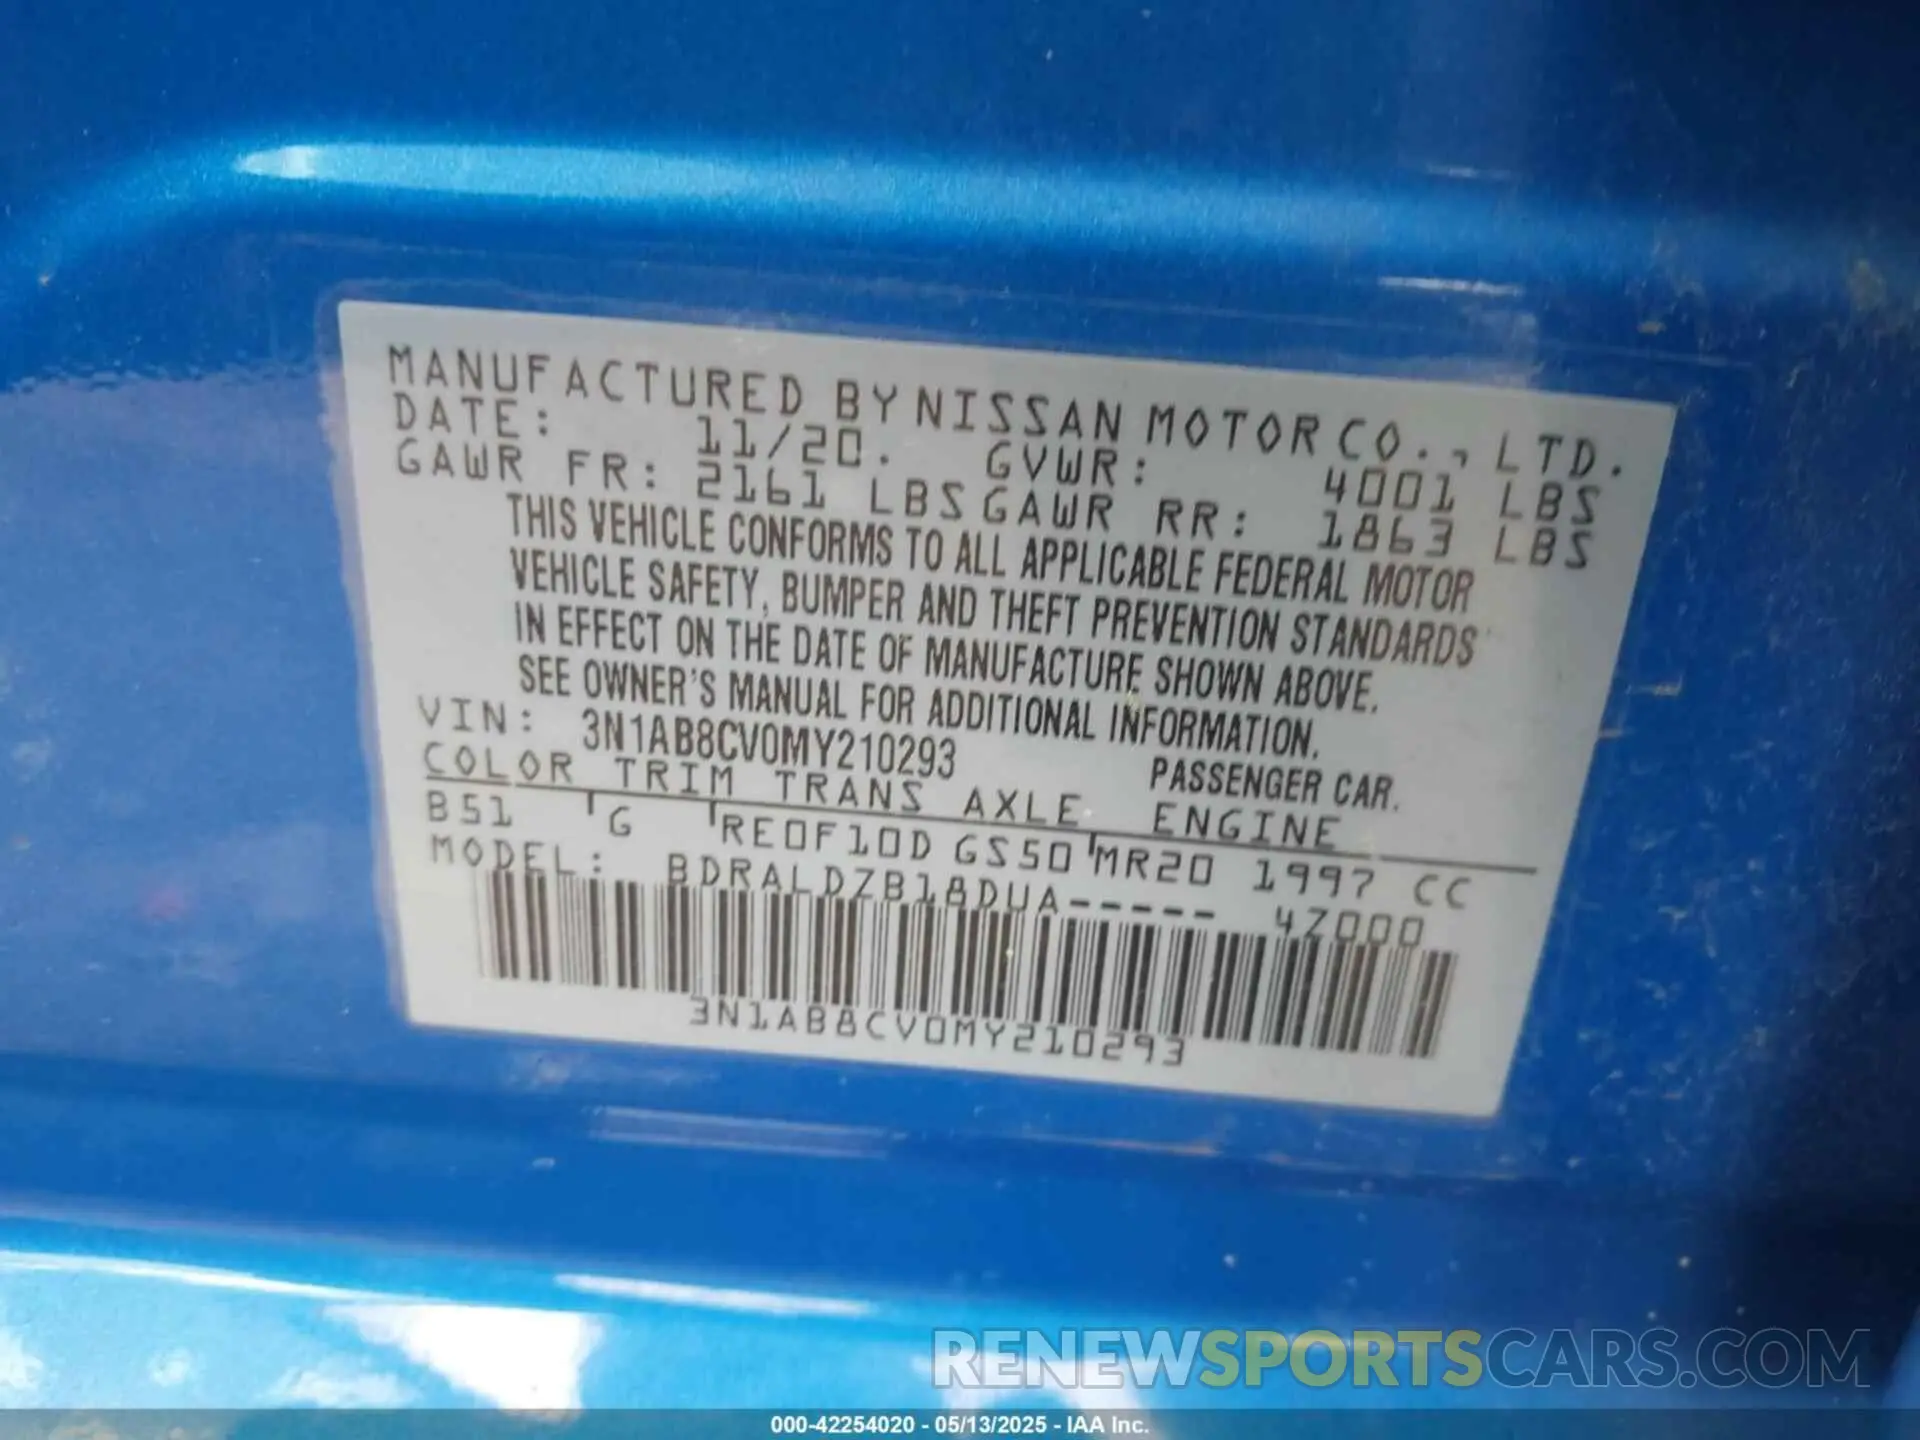 MANUFACTURED BY NISSAN MOTOR CO., LTD.
DATE: 11/20. GVWR: 4001 LBS
GAWR FR: 2161 LBS GAWR RR: 1863 LBS
THIS VEHICLE CONFORMS TO ALL APPLICABLE FEDERAL MOTOR
VEHICLE SAFETY, BUMPER AND THEFT PREVENTION STANDARDS
IN EFFECT ON THE DATE OF MANUFACTURE SHOWN ABOVE.
SEE OWNER'S MANUAL FOR ADDITIONAL INFORMATION.
VIN: 3N1AB8CV0MY210293 PASSENGER CAR.
COLOR TRIM TRANS AXLE ENGINE
B51 G RE0F10D GS50 MR20 1997 CC
MODEL: BDRALDZB18DUA----- 4Z000
3N1AB8CV0MY210293
RENEWSPORTSCARS.COM
000-42254020 - 05/13/2025 - IAA Inc.